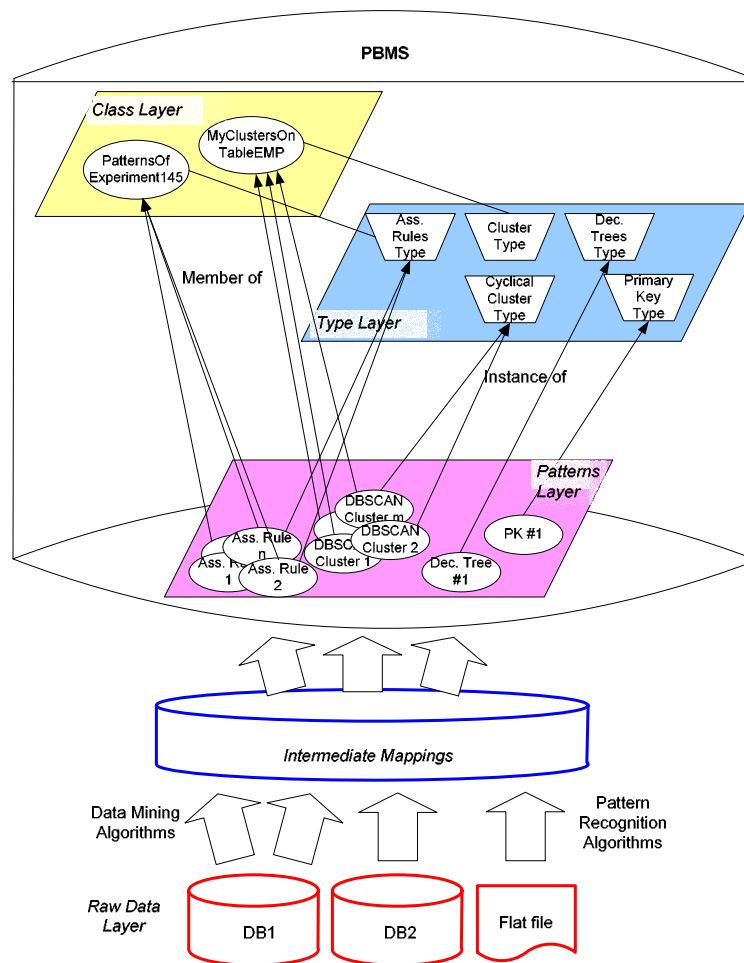 PBMS
Class Layer
MyClustersOn
TableEMP
PatternsOf
Experiment145
Ass.
Rules
Type
Cluster
Type
Dec.
Trees
Type
Cyclical
Cluster
Type
Primary
Key
Type
Type Layer
Member of
Instance of
Patterns
Layer
DBSCAN
Cluster m
DBSCAN
Cluster 2
DBSCAN
Cluster 1
Ass. Rule
n
Ass. Rule
1
Ass. Rule
2
Dec. Tree
#1
PK #1
Intermediate Mappings
Data Mining
Algorithms
Pattern
Recognition
Algorithms
Raw Data
Layer
DB1
DB2
Flat file